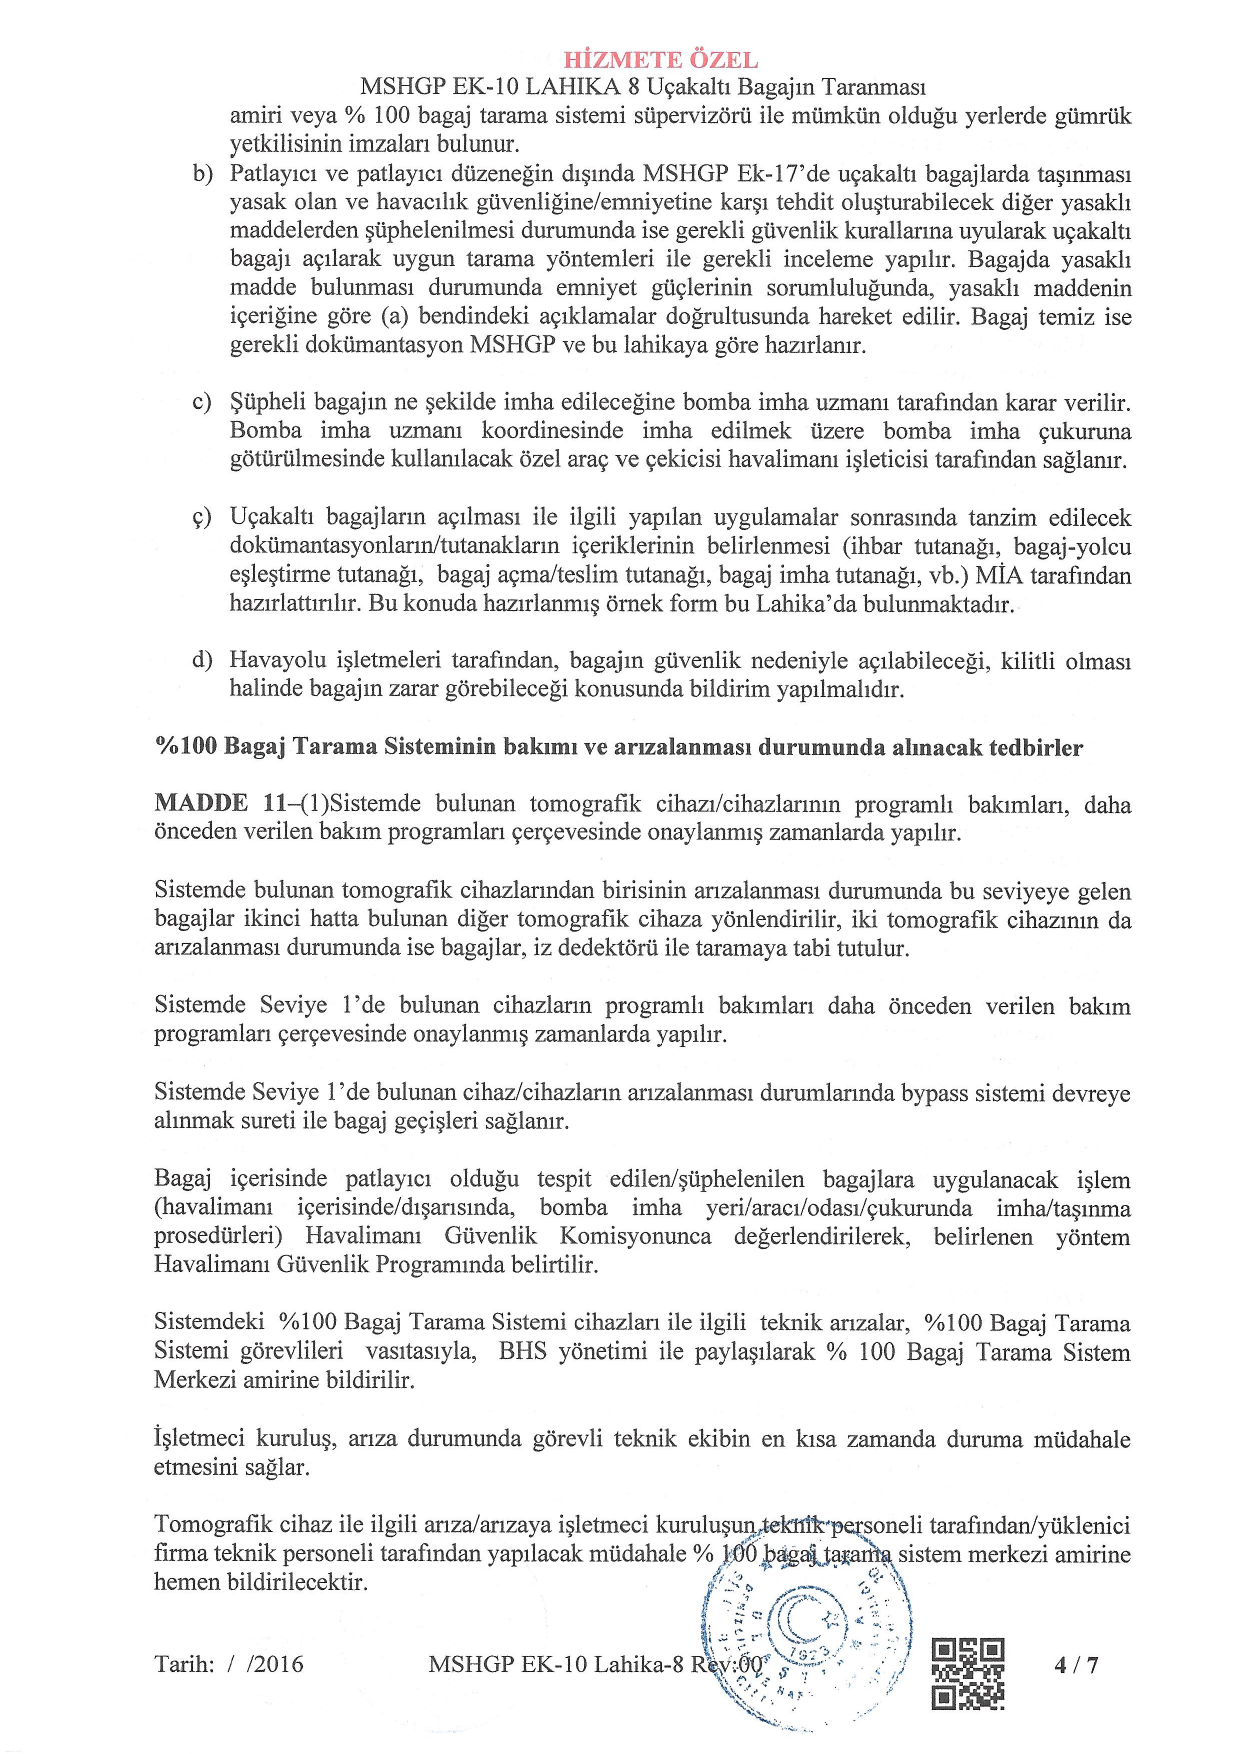 HİZMETE ÖZEL
MSHGP EK-10 LAHIKA 8 Uçakaltı Bagajın Taranması
amiri veya % 100 bagaj tarama sistemi süpervizörü ile mümkün olduğu yerlerde gümrük
yetkilisinin imzaları bulunur.
b) Patlayıcı ve patlayıcı düzeneğin dışında MSHGP Ek-17’de uçakaltı bagajlarda taşınması
yasak olan ve havacılık güvenliğine/emniyetine karşı tehdit oluşturabilecek diğer yasaklı
maddelerden şüphelenilmesi durumunda ise gerekli güvenlik kurallarına uyularak uçakaltı
bagajı açılarak uygun tarama yöntemleri ile gerekli inceleme yapılır. Bagajda yasaklı
madde bulunması durumunda emniyet güçlerinin sorumluluğunda, yasaklı maddenin
içeriğine göre (a) bendindeki açıklamalar doğrultusunda hareket edilir. Bagaj temiz ise
gerekli dokümantasyon MSHGP ve bu lahikaya göre hazırlanır.
c) Şüpheli bagajın ne şekilde imha edileceğine bomba imha uzmanı tarafından karar verilir.
Bomba imha uzmanı koordinesinde imha edilmek üzere bomba imha çukuruna
götürülmesinde kullanılacak özel araç ve çekicisi havalimanı işleticisi tarafından sağlanır.
ç) Uçakaltı bagajların açılması ile ilgili yapılan uygulamalar sonrasında tanzim edilecek
dokümantasyonların/tutanakların içeriklerinin belirlenmesi (ihbar tutanağı, bagaj-yolcu
eşleştirme tutanağı, bagaj açma/teslim tutanağı, bagaj imha tutanağı, vb.) MİA tarafından
hazırlattırılır. Bu konuda hazırlanmış örnek form bu Lahika’da bulunmaktadır.
d) Havayolu işletmeleri tarafından, bagajın güvenlik nedeniyle açılabileceği, kilitli olması
halinde bagajın zarar görebileceği konusunda bildirim yapılmalıdır.
%100 Bagaj Tarama Sisteminin bakımı ve arızalanması durumunda alınacak tedbirler
MADDE 11–(1)Sistemde bulunan tomografik cihazı/cihazlarının programlı bakımları, daha
önceden verilen bakım programları çerçevesinde onaylanmış zamanlarda yapılır.
Sistemde bulunan tomografik cihazlarından birisinin arızalanması durumunda bu seviyeye gelen
bagajlar ikinci hatta bulunan diğer tomografik cihaza yönlendirilir, iki tomografik cihazının da
arızalanması durumunda ise bagajlar, iz dedektörü ile taramaya tabi tutulur.
Sistemde Seviye 1’de bulunan cihazların programlı bakımları daha önceden verilen bakım
programları çerçevesinde onaylanmış zamanlarda yapılır.
Sistemde Seviye 1’de bulunan cihaz/cihazların arızalanması durumlarında bypass sistemi devreye
alınmak sureti ile bagaj geçişleri sağlanır.
Bagaj içerisinde patlayıcı olduğu tespit edilen/şüphelenilen bagajlara uygulanacak işlem
(havalimanı içerisinde/dışarısında, bomba imha yeri/aracı/odası/çukurunda imha/taşınma
prosedürleri) Havalimanı Güvenlik Komisyonunca değerlendirilerek, belirlenen yöntem
Havalimanı Güvenlik Programında belirtilir.
Sistemdeki %100 Bagaj Tarama Sistemi cihazları ile ilgili teknik arızalar, %100 Bagaj Tarama
Sistemi görevlileri vasıtasıyla, BHS yönetimi ile paylaşılarak % 100 Bagaj Tarama Sistem
Merkezi amirine bildirilir.
İşletmeci kuruluş, arıza durumunda görevli teknik ekibin en kısa zamanda duruma müdahale
etmesini sağlar.
Tomografik cihaz ile ilgili arıza/arızaya işletmeci kuruluşun teknik personeli tarafından/yüklenici
firma teknik personeli tarafından yapılacak müdahale % 100 bagaj tarama sistem merkezi amirine
hemen bildirilecektir.
1923
Tarih: / /2016 MSHGP EK-10 Lahika-8 Rev:00 4 / 7